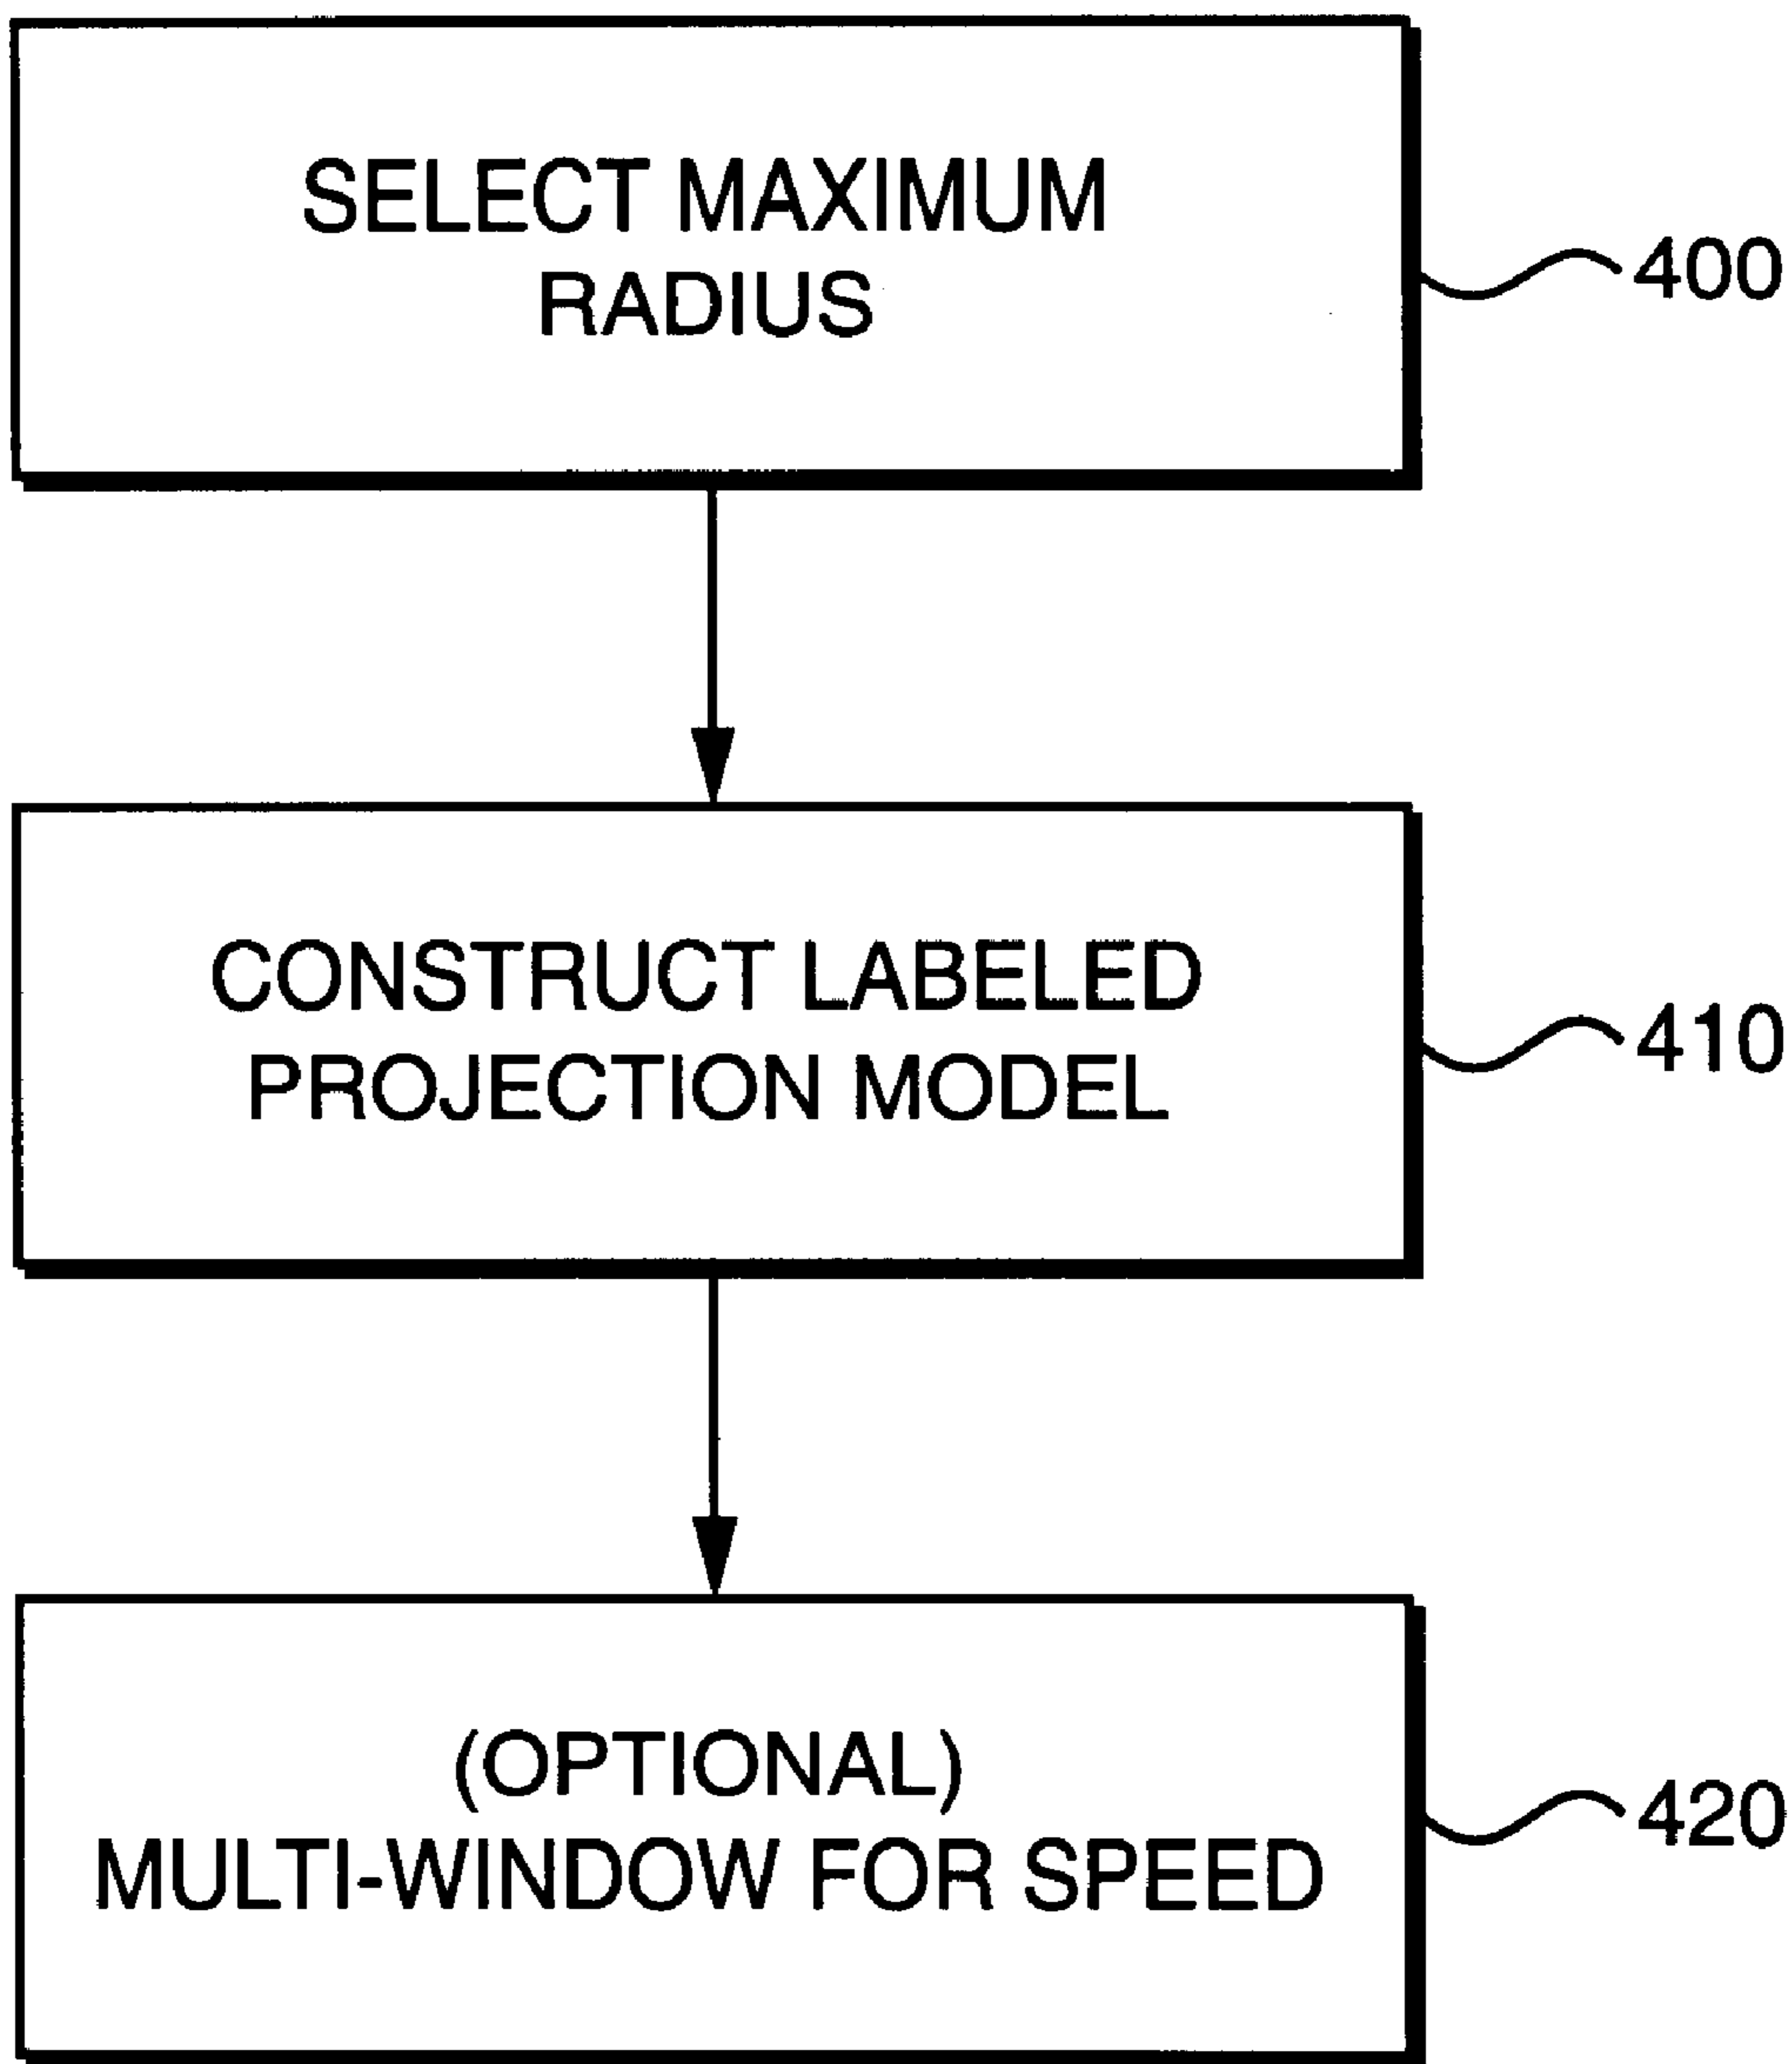 SELECT MAXIMUM
RADIUS
400
CONSTRUCT LABELED
PROJECTION MODEL
410
(OPTIONAL)
MULTI-WINDOW FOR SPEED
420